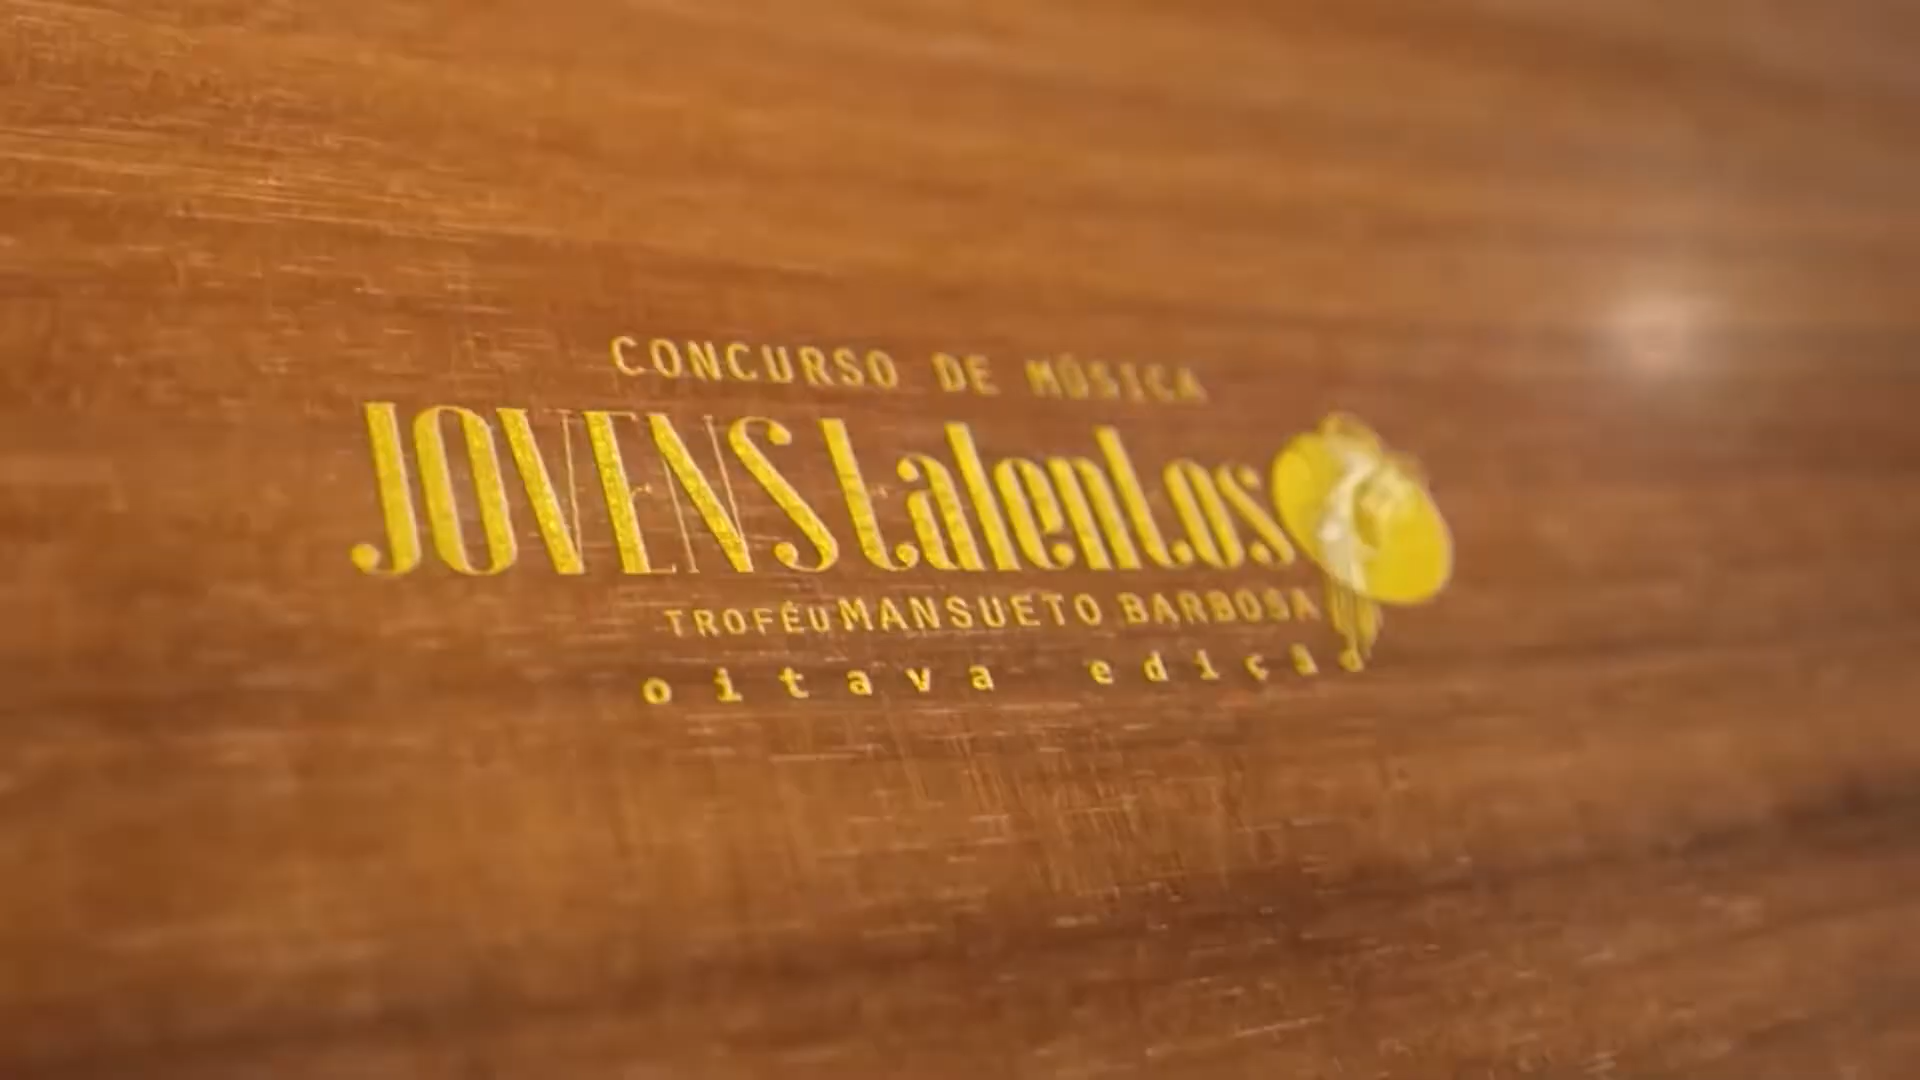 CONCURSO DE MÚSICA
JOVENS talentos
TROFÉU MANSUETO BARBOSA
oitava edição